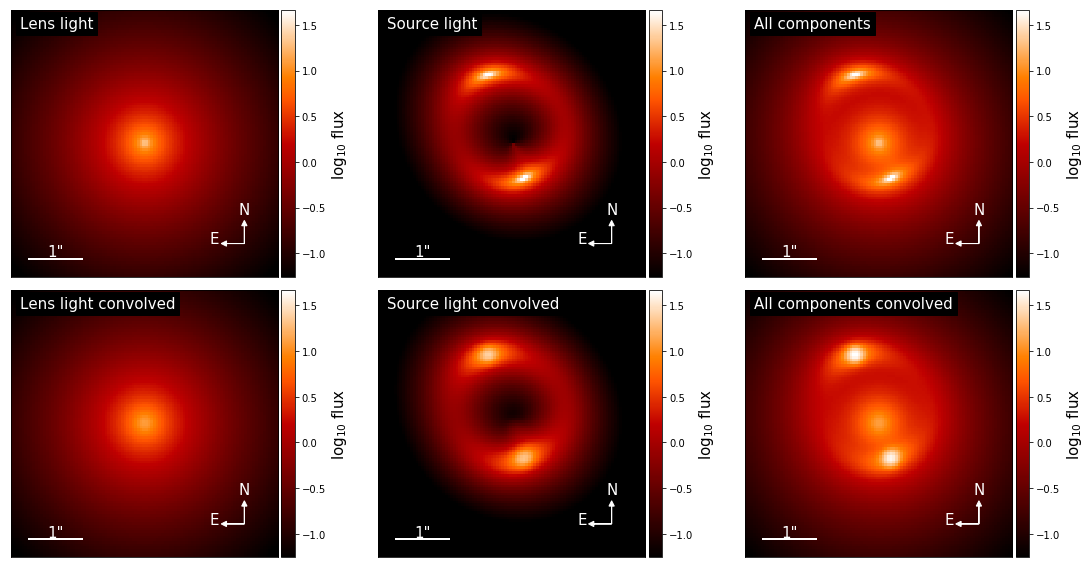 Lens light
N
E
1"
1.5
1.0
0.5
0.0
−0.5
−1.0
log₁₀ flux
Source light
N
E
1"
1.5
1.0
0.5
0.0
−0.5
−1.0
log₁₀ flux
All components
N
E
1"
1.5
1.0
0.5
0.0
−0.5
−1.0
log₁₀ flux
Lens light convolved
N
E
1"
1.5
1.0
0.5
0.0
−0.5
−1.0
log₁₀ flux
Source light convolved
N
E
1"
1.5
1.0
0.5
0.0
−0.5
−1.0
log₁₀ flux
All components convolved
N
E
1"
1.5
1.0
0.5
0.0
−0.5
−1.0
log₁₀ flux